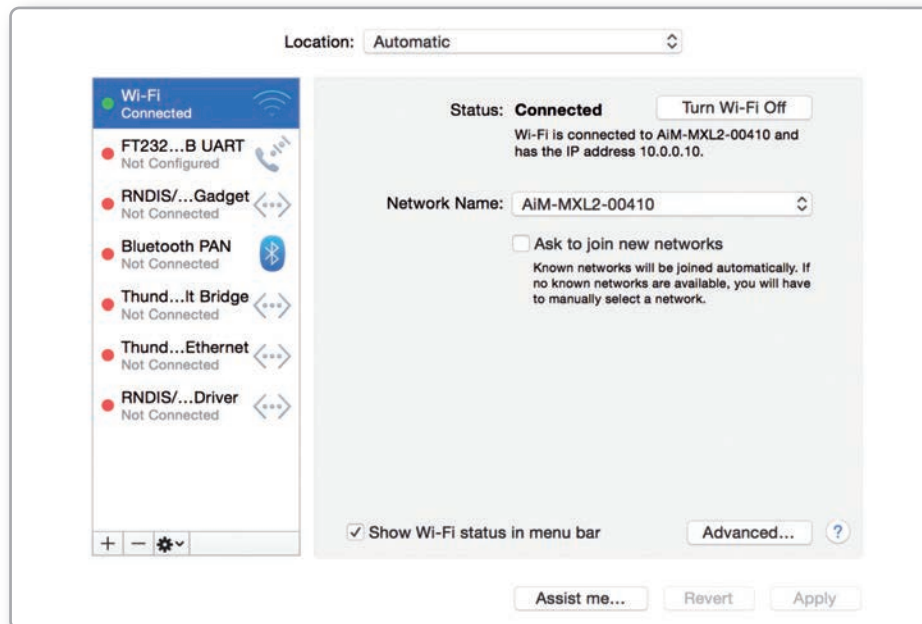 Location: Automatic
Wi-Fi
Connected
FT232...B UART
Not Configured
RNDIS/...Gadget
Not Connected
Bluetooth PAN
Not Connected
Thund...lt Bridge
Not Connected
Thund...Ethernet
Not Connected
RNDIS/...Driver
Not Connected
Status: Connected
Turn Wi-Fi Off
Wi-Fi is connected to AiM-MXL2-00410 and
has the IP address 10.0.0.10.
Network Name: AiM-MXL2-00410
Ask to join new networks
Known networks will be joined automatically. If
no known networks are available, you will have
to manually select a network.
Show Wi-Fi status in menu bar
Advanced...
?
Assist me...
Revert
Apply